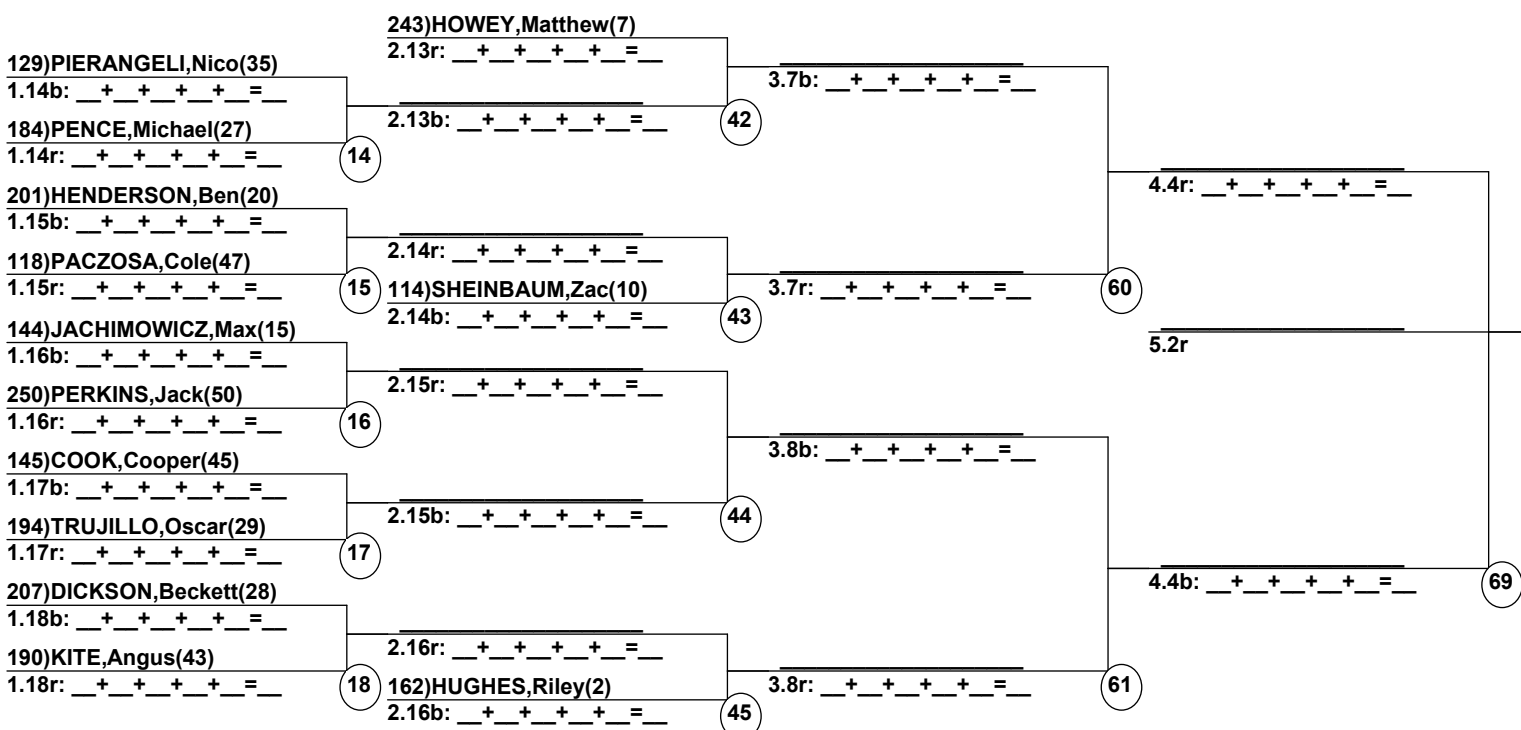 129)PIERANGELI,Nico(35)
1.14b: __+__+__+__+__=__
184)PENCE,Michael(27)
1.14r: __+__+__+__+__=__
14
201)HENDERSON,Ben(20)
1.15b: __+__+__+__+__=__
118)PACZOSA,Cole(47)
1.15r: __+__+__+__+__=__
15
144)JACHIMOWICZ,Max(15)
1.16b: __+__+__+__+__=__
250)PERKINS,Jack(50)
1.16r: __+__+__+__+__=__
16
145)COOK,Cooper(45)
1.17b: __+__+__+__+__=__
194)TRUJILLO,Oscar(29)
1.17r: __+__+__+__+__=__
17
207)DICKSON,Beckett(28)
1.18b: __+__+__+__+__=__
190)KITE,Angus(43)
1.18r: __+__+__+__+__=__
18
243)HOWEY,Matthew(7)
2.13r: __+__+__+__+__=__
2.13b: __+__+__+__+__=__
42
2.14r: __+__+__+__+__=__
114)SHEINBAUM,Zac(10)
2.14b: __+__+__+__+__=__
43
2.15r: __+__+__+__+__=__
2.15b: __+__+__+__+__=__
44
2.16r: __+__+__+__+__=__
162)HUGHES,Riley(2)
2.16b: __+__+__+__+__=__
45
3.7b: __+__+__+__+__=__
3.7r: __+__+__+__+__=__
60
3.8b: __+__+__+__+__=__
3.8r: __+__+__+__+__=__
61
4.4r: __+__+__+__+__=__
5.2r
4.4b: __+__+__+__+__=__
69